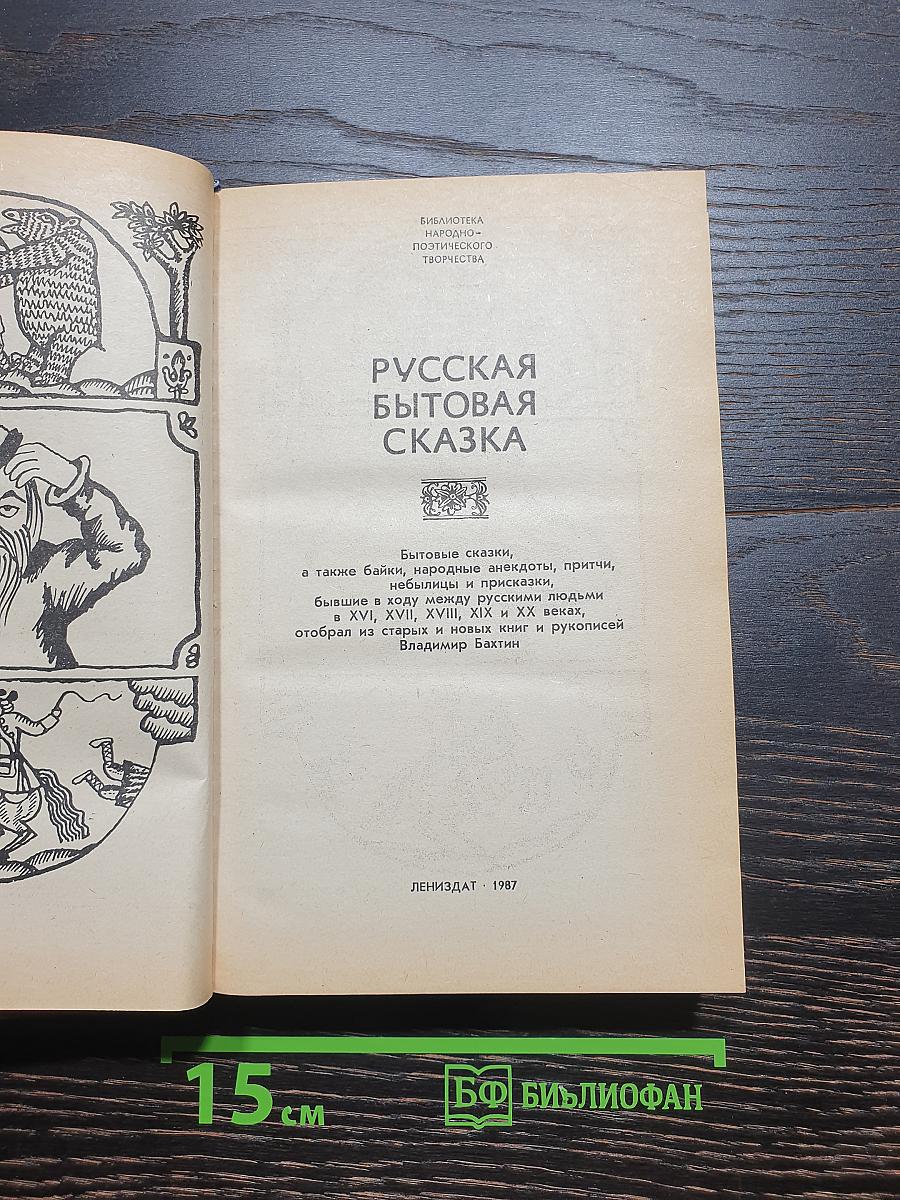 БИБЛИОТЕКА
НАРОДНО-
ПОЭТИЧЕСКОГО
ТВОРЧЕСТВА
РУССКАЯ
БЫТОВАЯ
СКАЗКА
Бытовые сказки,
а также байки, народные анекдоты, притчи,
небылицы и присказки,
бывшие в ходу между русскими людьми
в XVI, XVII, XVIII, XIX и XX веках,
отобрал из старых и новых книг и рукописей
Владимир Бахтин
ЛЕНИЗДАТ · 1987
15 см
БФ БИБЛИОФАН